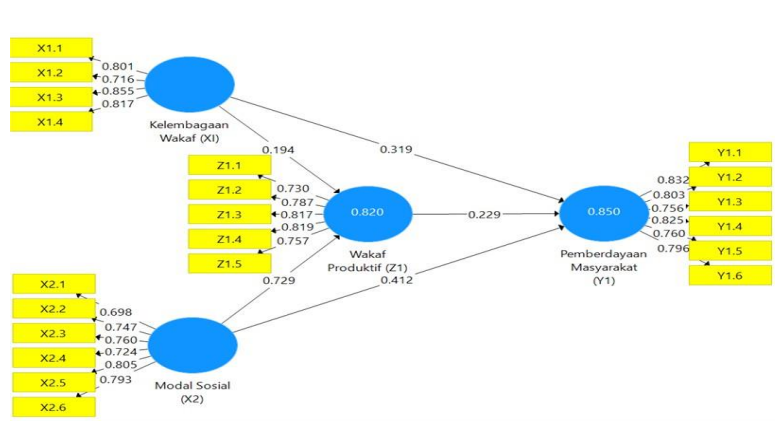 X1.1
X1.2
X1.3
X1.4
0.801
0.716
0.855
0.817
Kelembagaan
Wakaf (XI)
0.194
0.319
Z1.1
Z1.2
Z1.3
Z1.4
Z1.5
0.730
0.787
0.817
0.819
0.757
0.820
Wakaf
Produktif (Z1)
0.229
0.729
0.412
0.850
Pemberdayaan
Masyarakat
(Y1)
0.832
0.803
0.756
0.825
0.760
0.796
Y1.1
Y1.2
Y1.3
Y1.4
Y1.5
Y1.6
X2.1
X2.2
X2.3
X2.4
X2.5
X2.6
0.698
0.747
0.760
0.724
0.805
0.793
Modal Sosial
(X2)